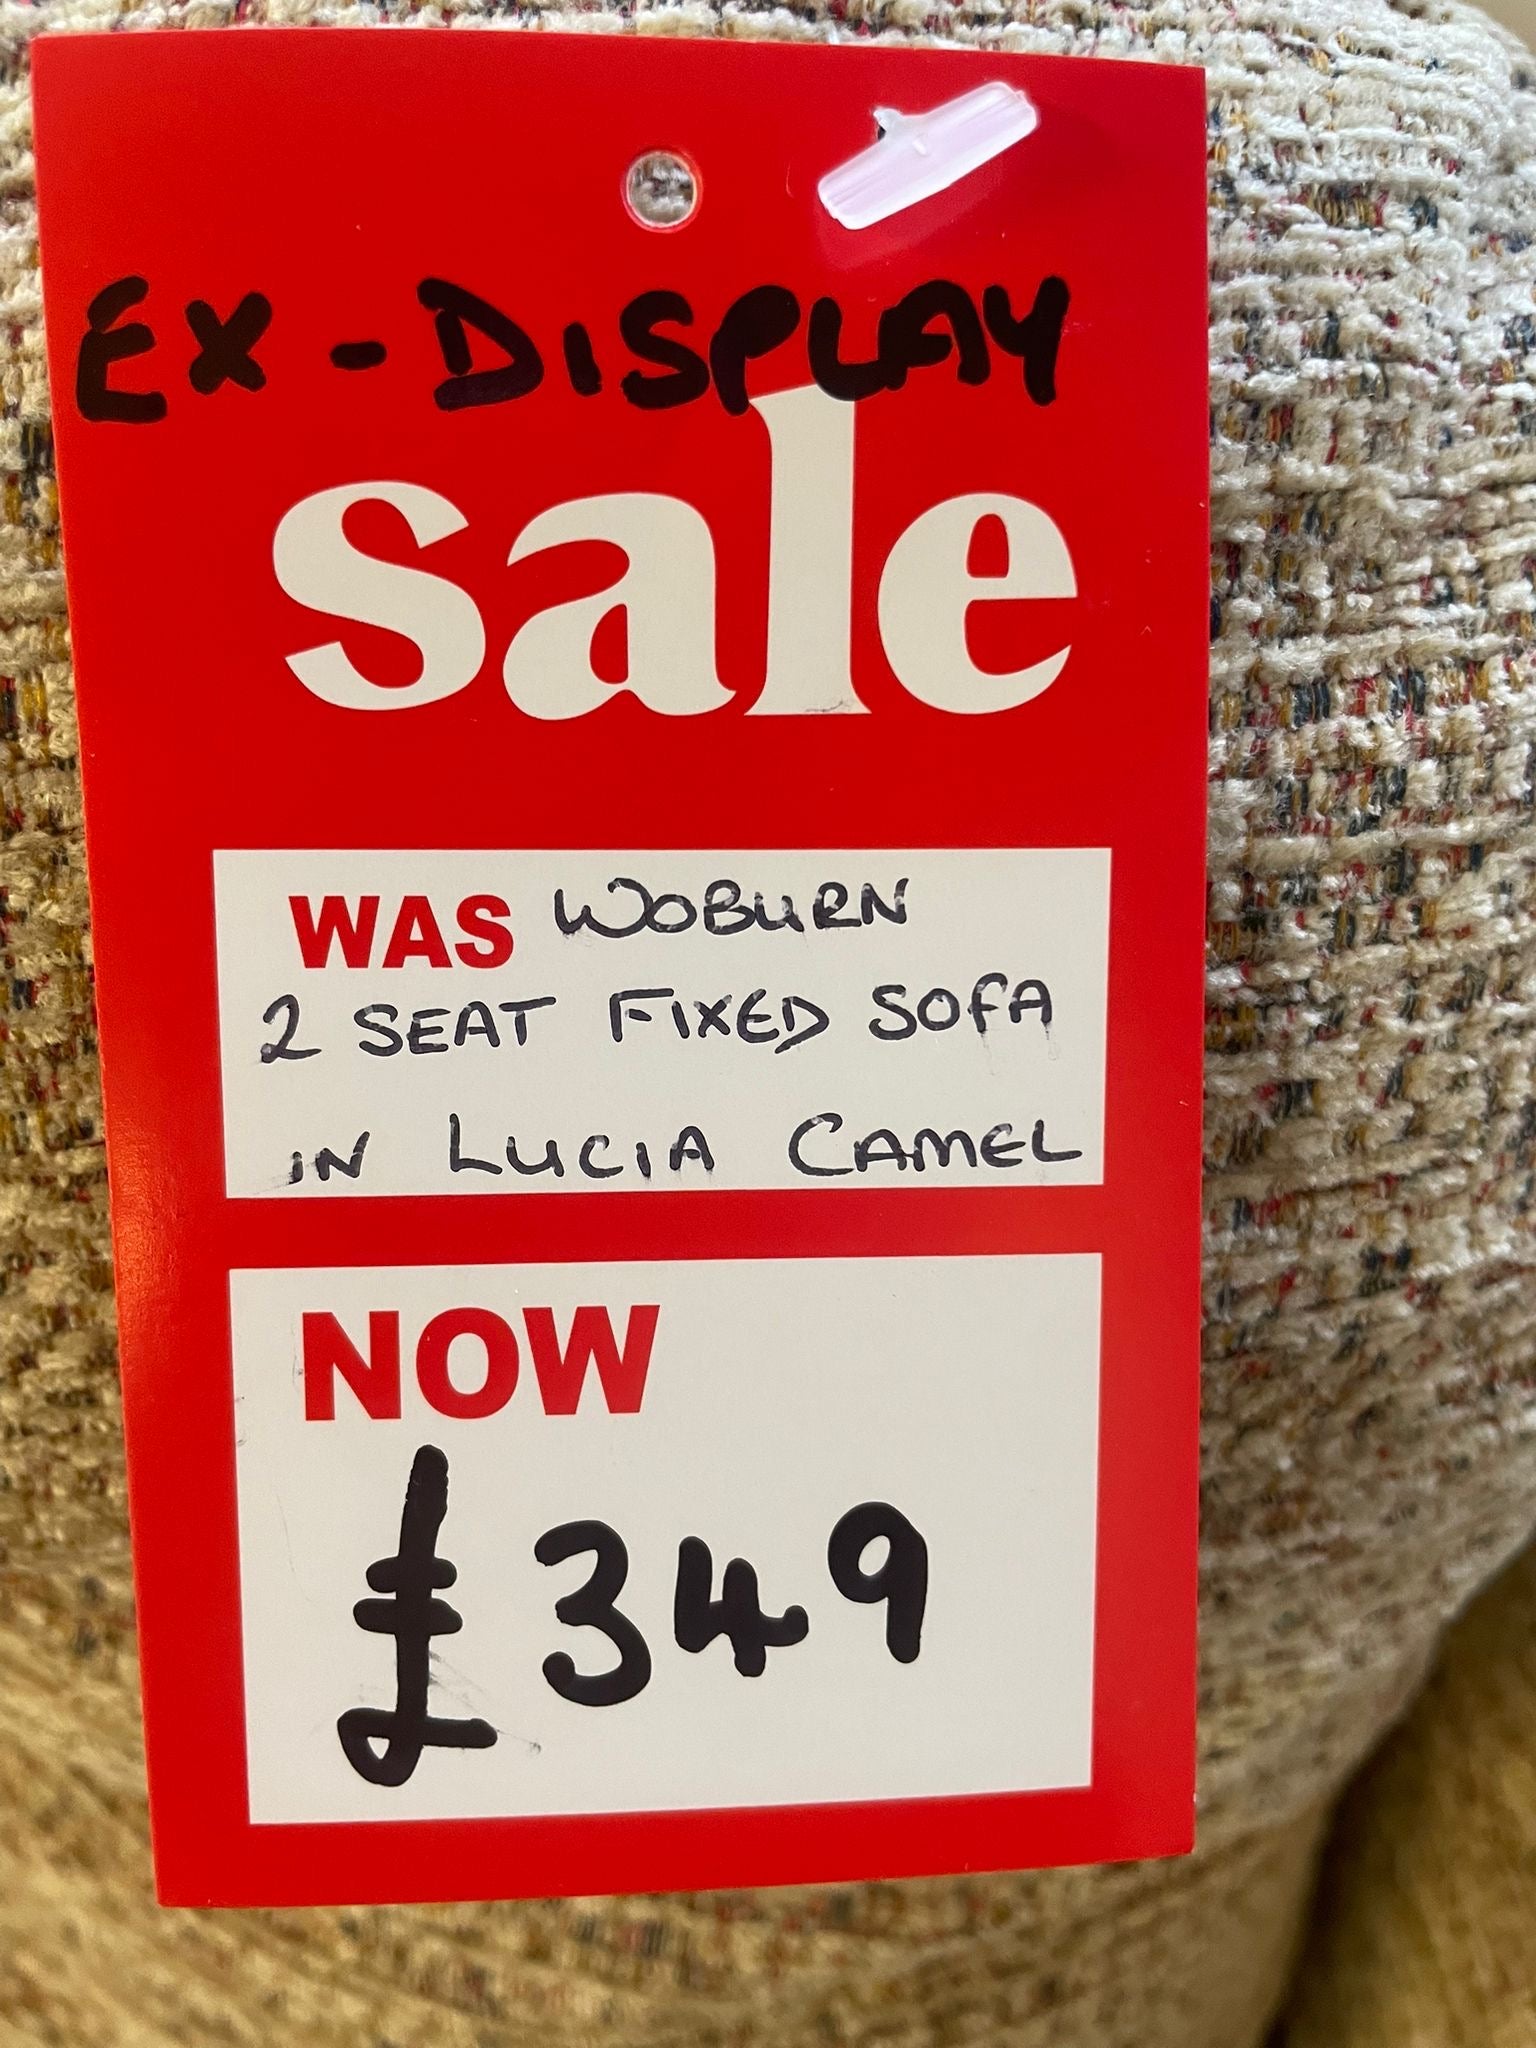 EX-DISPLAY
sale
WAS WOBURN
2 SEAT FIXED SOFA
IN LUCIA CAMEL
NOW
£349